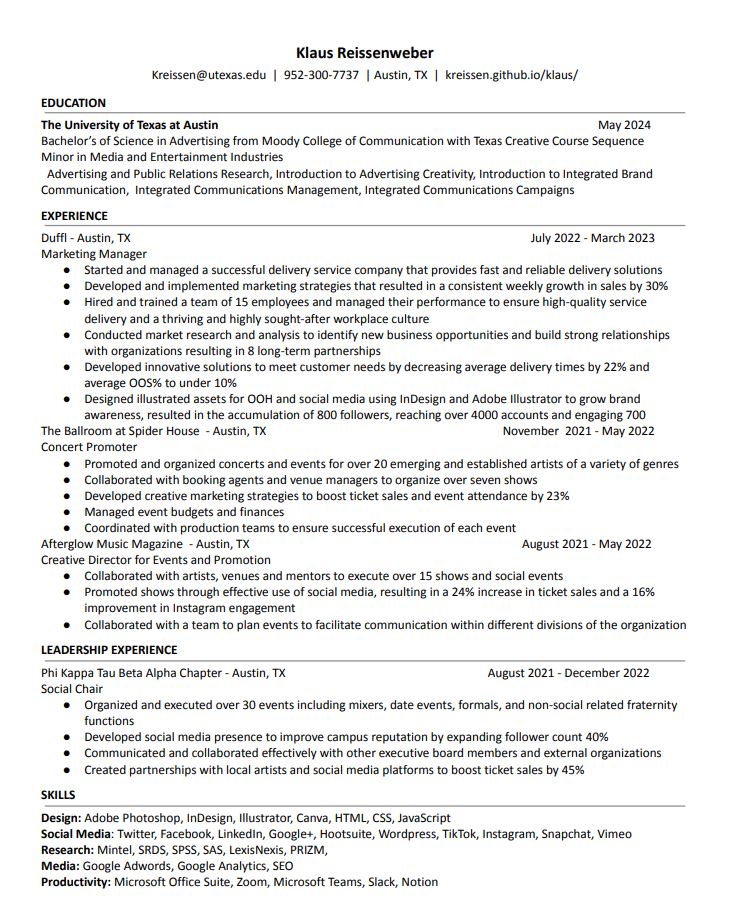 Klaus Reissenweber
Kreissen@utexas.edu | 952-300-7737 | Austin, TX | kreissen.github.io/klaus/
EDUCATION
The University of Texas at Austin May 2024
Bachelor's of Science in Advertising from Moody College of Communication with Texas Creative Course Sequence
Minor in Media and Entertainment Industries
Advertising and Public Relations Research, Introduction to Advertising Creativity, Introduction to Integrated Brand
Communication, Integrated Communications Management, Integrated Communications Campaigns
EXPERIENCE
Duffl - Austin, TX July 2022 - March 2023
Marketing Manager
● Started and managed a successful delivery service company that provides fast and reliable delivery solutions
● Developed and implemented marketing strategies that resulted in a consistent weekly growth in sales by 30%
● Hired and trained a team of 15 employees and managed their performance to ensure high-quality service
delivery and a thriving and highly sought-after workplace culture
● Conducted market research and analysis to identify new business opportunities and build strong relationships
with organizations resulting in 8 long-term partnerships
● Developed innovative solutions to meet customer needs by decreasing average delivery times by 22% and
average OOS% to under 10%
● Designed illustrated assets for OOH and social media using InDesign and Adobe Illustrator to grow brand
awareness, resulted in the accumulation of 800 followers, reaching over 4000 accounts and engaging 700
The Ballroom at Spider House - Austin, TX November 2021 - May 2022
Concert Promoter
● Promoted and organized concerts and events for over 20 emerging and established artists of a variety of genres
● Collaborated with booking agents and venue managers to organize over seven shows
● Developed creative marketing strategies to boost ticket sales and event attendance by 23%
● Managed event budgets and finances
● Coordinated with production teams to ensure successful execution of each event
Afterglow Music Magazine - Austin, TX August 2021 - May 2022
Creative Director for Events and Promotion
● Collaborated with artists, venues and mentors to execute over 15 shows and social events
● Promoted shows through effective use of social media, resulting in a 24% increase in ticket sales and a 16%
improvement in Instagram engagement
● Collaborated with a team to plan events to facilitate communication within different divisions of the organization
LEADERSHIP EXPERIENCE
Phi Kappa Tau Beta Alpha Chapter - Austin, TX August 2021 - December 2022
Social Chair
● Organized and executed over 30 events including mixers, date events, formals, and non-social related fraternity
functions
● Developed social media presence to improve campus reputation by expanding follower count 40%
● Communicated and collaborated effectively with other executive board members and external organizations
● Created partnerships with local artists and social media platforms to boost ticket sales by 45%
SKILLS
Design: Adobe Photoshop, InDesign, Illustrator, Canva, HTML, CSS, JavaScript
Social Media: Twitter, Facebook, LinkedIn, Google+, Hootsuite, Wordpress, TikTok, Instagram, Snapchat, Vimeo
Research: Mintel, SRDS, SPSS, SAS, LexisNexis, PRIZM,
Media: Google Adwords, Google Analytics, SEO
Productivity: Microsoft Office Suite, Zoom, Microsoft Teams, Slack, Notion